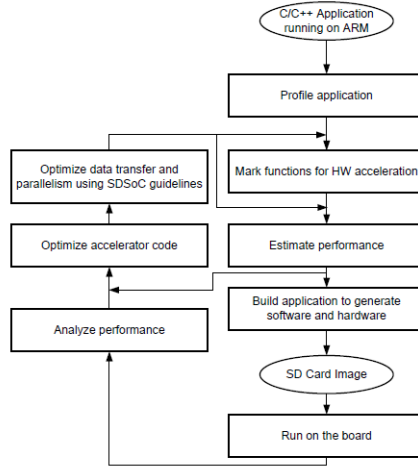 C/C++ Application
running on ARM
Profile application
Optimize data transfer and
parallelism using SDSoC guidelines
Mark functions for HW acceleration
Optimize accelerator code
Estimate performance
Analyze performance
Build application to generate
software and hardware
SD Card Image
Run on the board